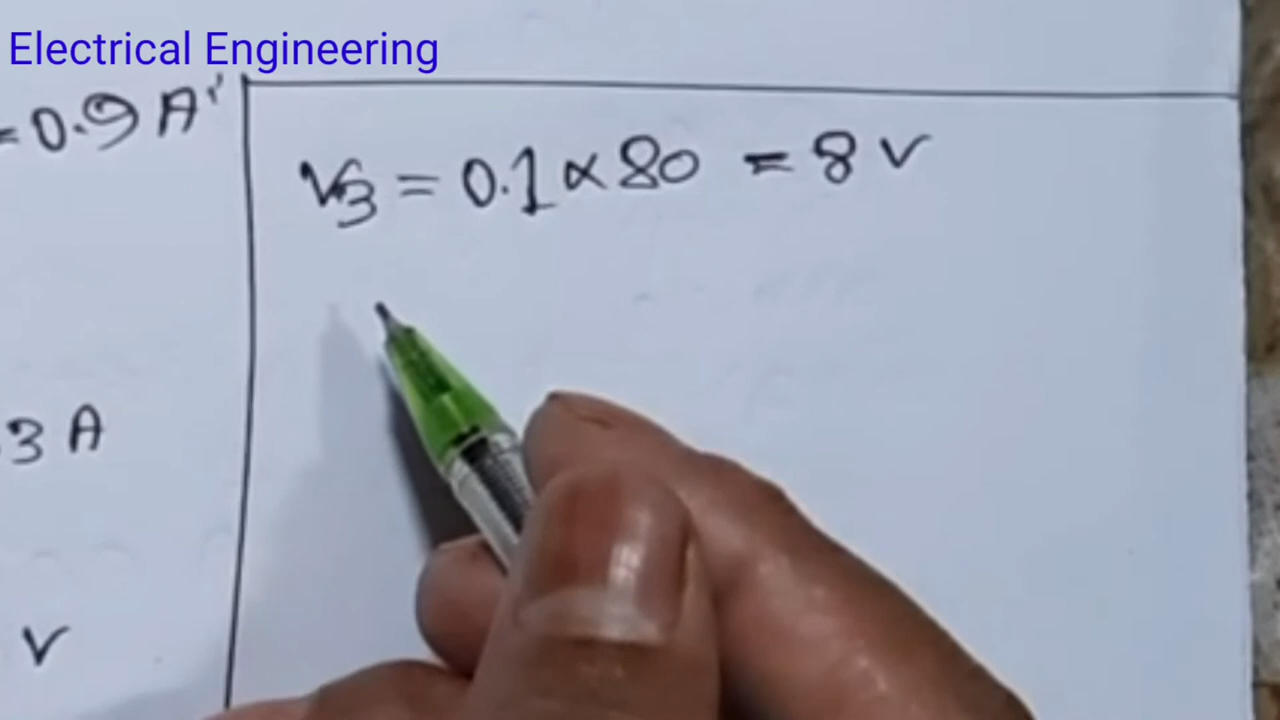 Electrical Engineering
= 0.9 A
V3 = 0.1 × 80 = 8 V
3 A
V